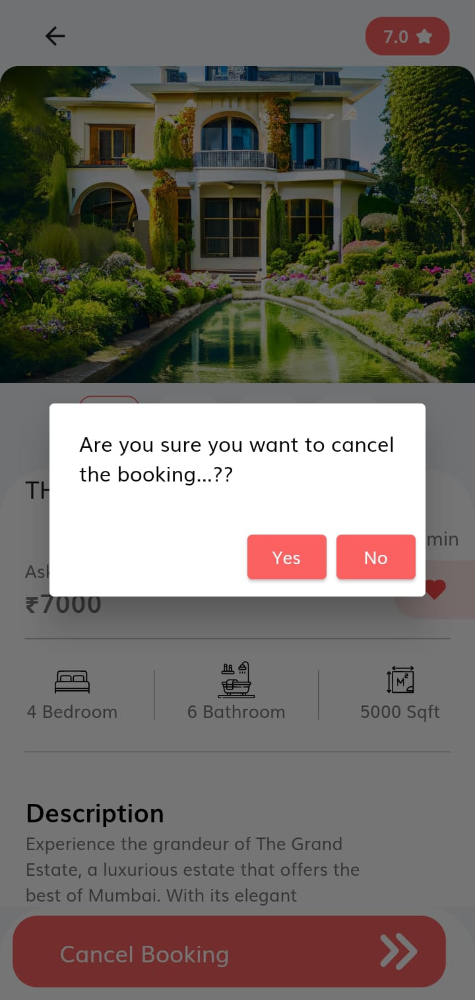 7.0
Are you sure you want to cancel
the booking...??
Yes No
min
₹7000
4 Bedroom 6 Bathroom 5000 Sqft
M²
Description
Experience the grandeur of The Grand
Estate, a luxurious estate that offers the
best of Mumbai. With its elegant
Cancel Booking